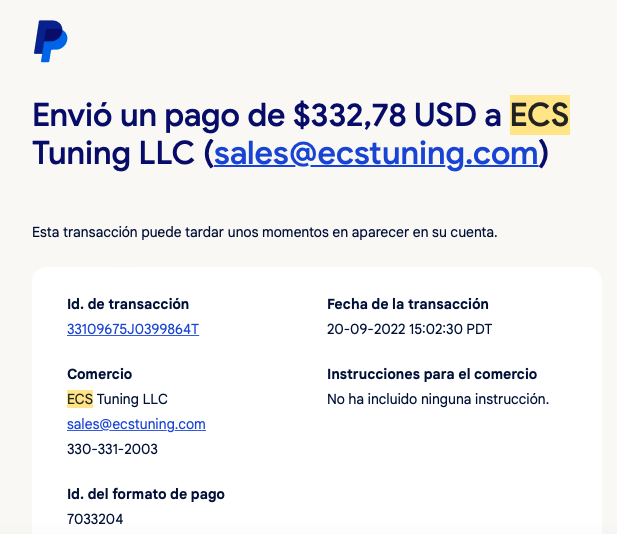 Envió un pago de $332,78 USD a ECS
Tuning LLC (sales@ecstuning.com)
Esta transacción puede tardar unos momentos en aparecer en su cuenta.
Id. de transacción
33109675J0399864T
Fecha de la transacción
20-09-2022 15:02:30 PDT
Comercio
ECS Tuning LLC
sales@ecstuning.com
330-331-2003
Instrucciones para el comercio
No ha incluido ninguna instrucción.
Id. del formato de pago
7033204